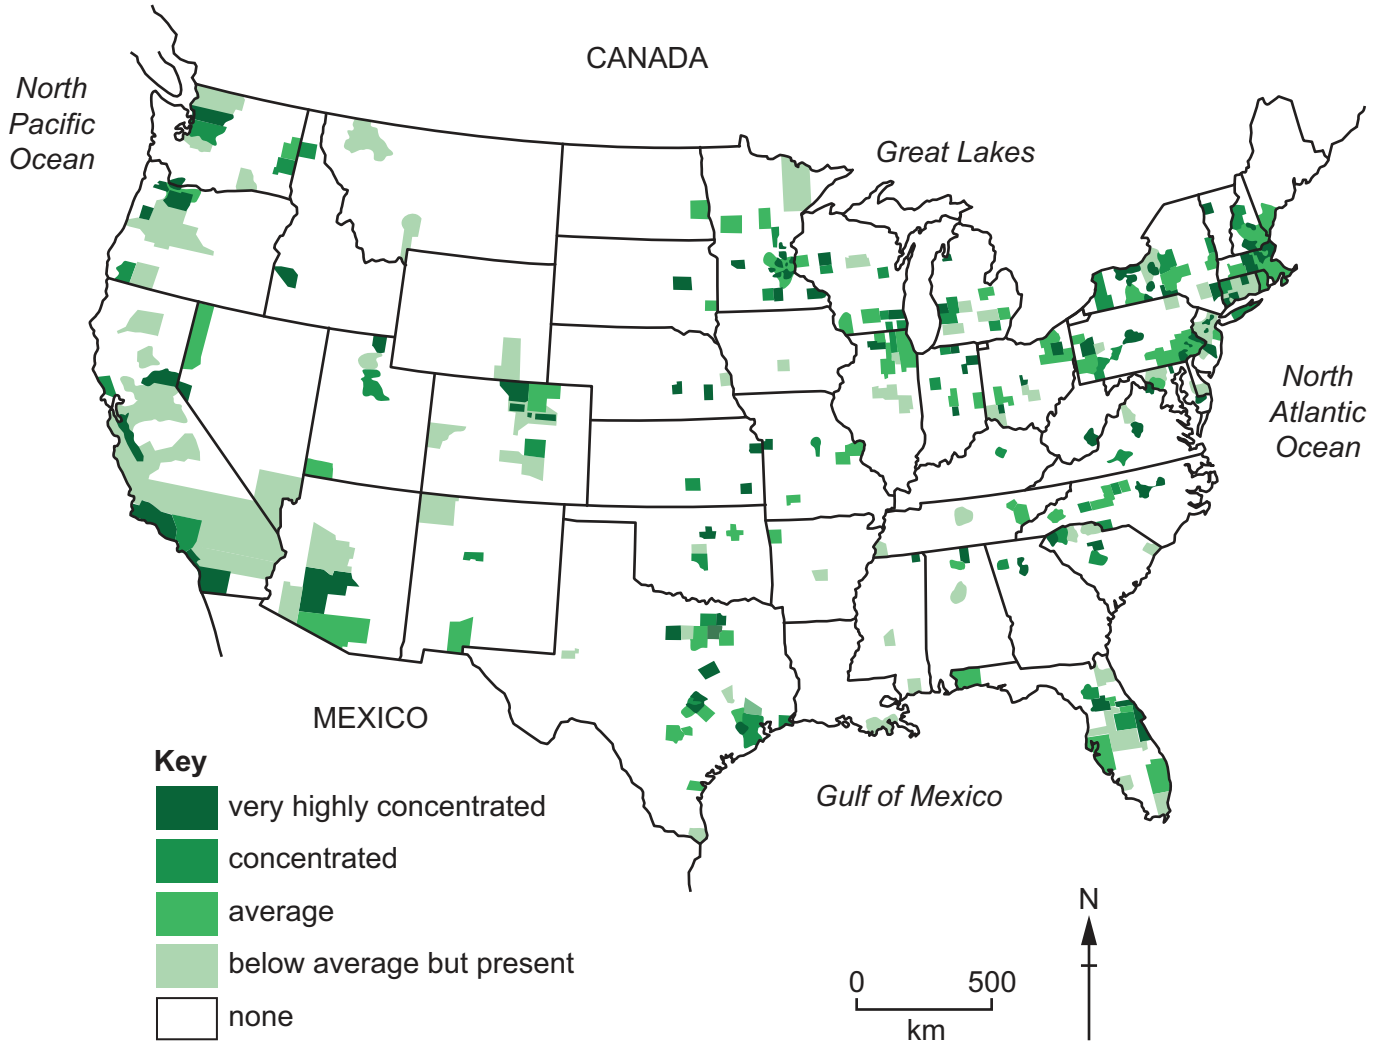 CANADA
North
Pacific
Ocean
Great Lakes
North
Atlantic
Ocean
MEXICO
Gulf of Mexico
Key
very highly concentrated
concentrated
average
below average but present
none
N
0 500
km